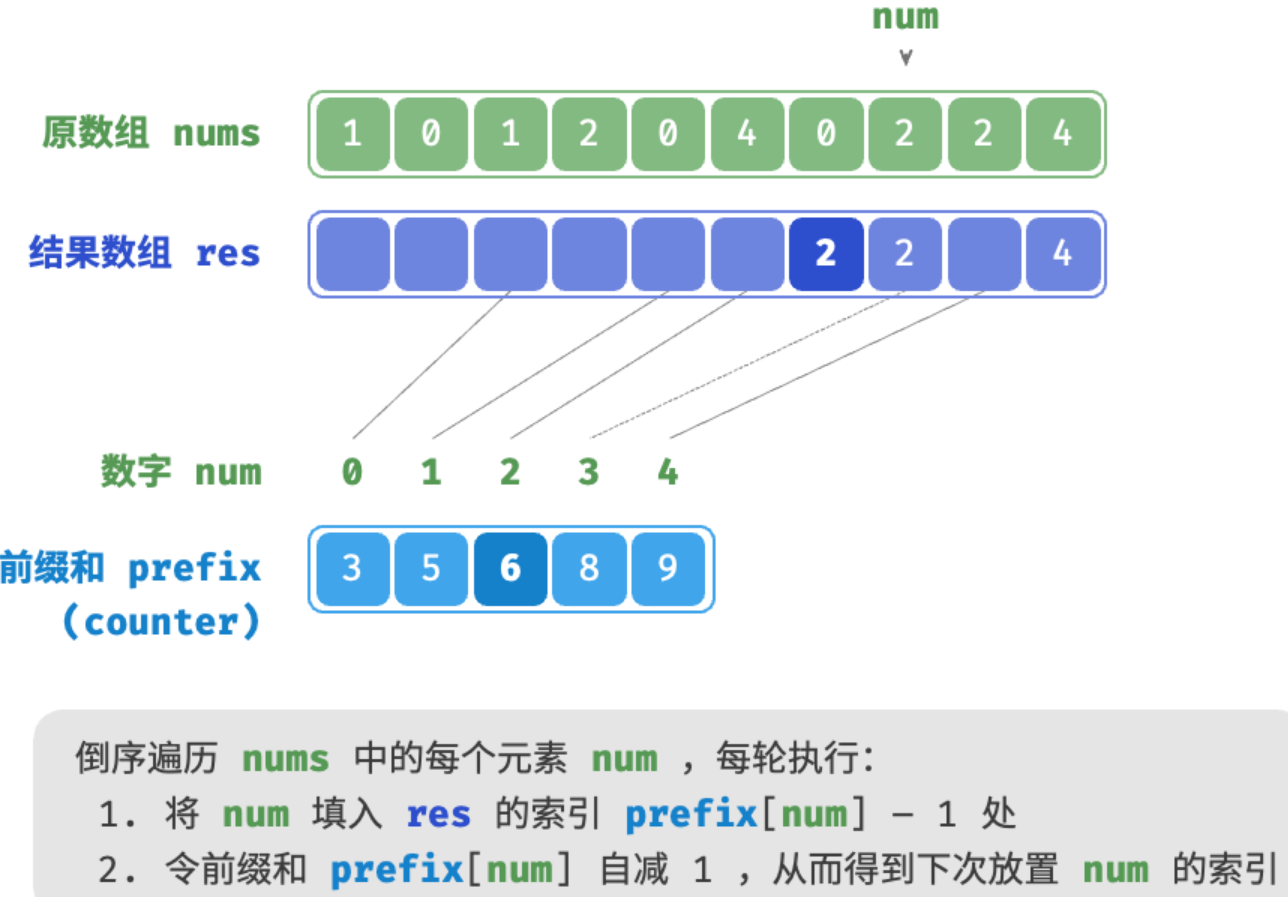 num
原数组 nums 1 0 1 2 0 4 0 2 2 4
结果数组 res 2 2 4
数字 num 0 1 2 3 4
前缀和 prefix 3 5 6 8 9
(counter)
倒序遍历 nums 中的每个元素 num ，每轮执行：
1. 将 num 填入 res 的索引 prefix[num] – 1 处
2. 令前缀和 prefix[num] 自减 1 ，从而得到下次放置 num 的索引